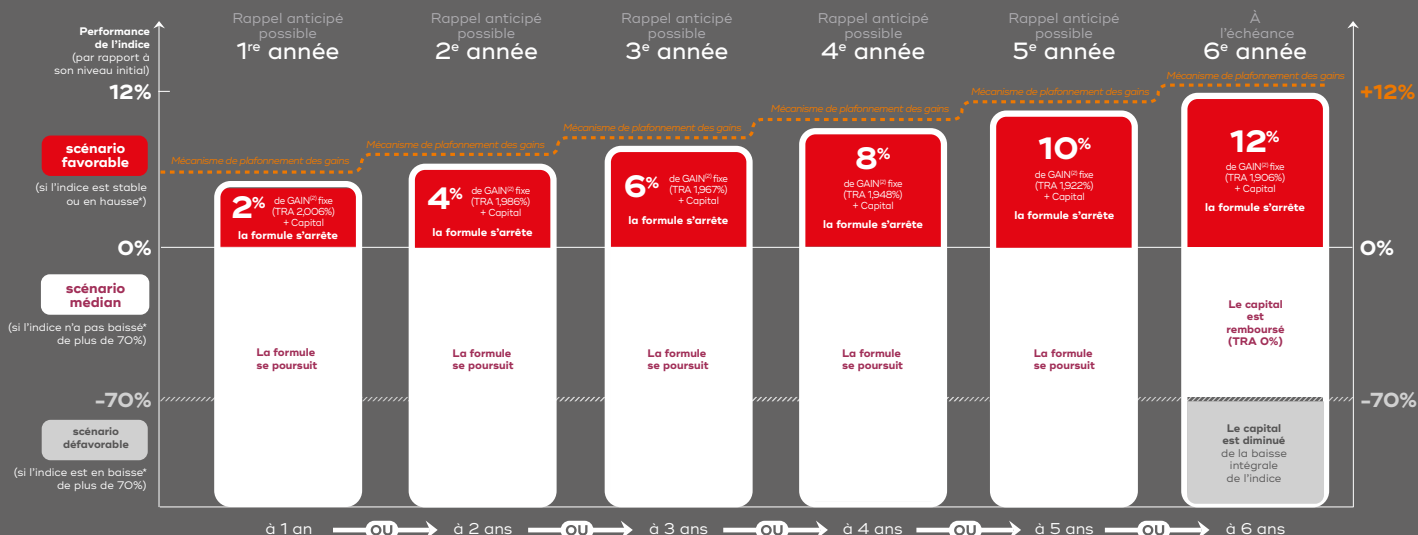 Performance
de l'indice
(par rapport à
son niveau initial)
12%
scénario
favorable
(si l'indice est stable
ou en hausse*)
0%
scénario
médian
(si l'indice n'a pas baissé*
de plus de 70%)
-70%
scénario
défavorable
(si l'indice est en baisse*
de plus de 70%)
Rappel anticipé
possible
1re année
Mécanisme de plafonnement des gains
2%
de GAIN(2) fixe
(TRA 2,006%)
+ Capital
la formule s'arrête
La formule
se poursuit
Rappel anticipé
possible
2e année
Mécanisme de plafonnement des gains
4%
de GAIN(2) fixe
(TRA 1,986%)
+ Capital
la formule s'arrête
La formule
se poursuit
Rappel anticipé
possible
3e année
Mécanisme de plafonnement des gains
6%
de GAIN(2) fixe
(TRA 1,967%)
+ Capital
la formule s'arrête
La formule
se poursuit
Rappel anticipé
possible
4e année
Mécanisme de plafonnement des gains
8%
de GAIN(2) fixe
(TRA 1,948%)
+ Capital
la formule s'arrête
La formule
se poursuit
Rappel anticipé
possible
5e année
Mécanisme de plafonnement des gains
10%
de GAIN(2) fixe
(TRA 1,922%)
+ Capital
la formule s'arrête
La formule
se poursuit
À
l'échéance
6e année
Mécanisme de plafonnement des gains
12%
de GAIN(2) fixe
(TRA 1,906%)
+ Capital
la formule s'arrête
Le capital
est
remboursé
(TRA 0%)
Le capital
est diminué
de la baisse
intégrale
de l'indice
+12%
0%
-70%
à 1 an OU à 2 ans OU à 3 ans OU à 4 ans OU à 5 ans OU à 6 ans